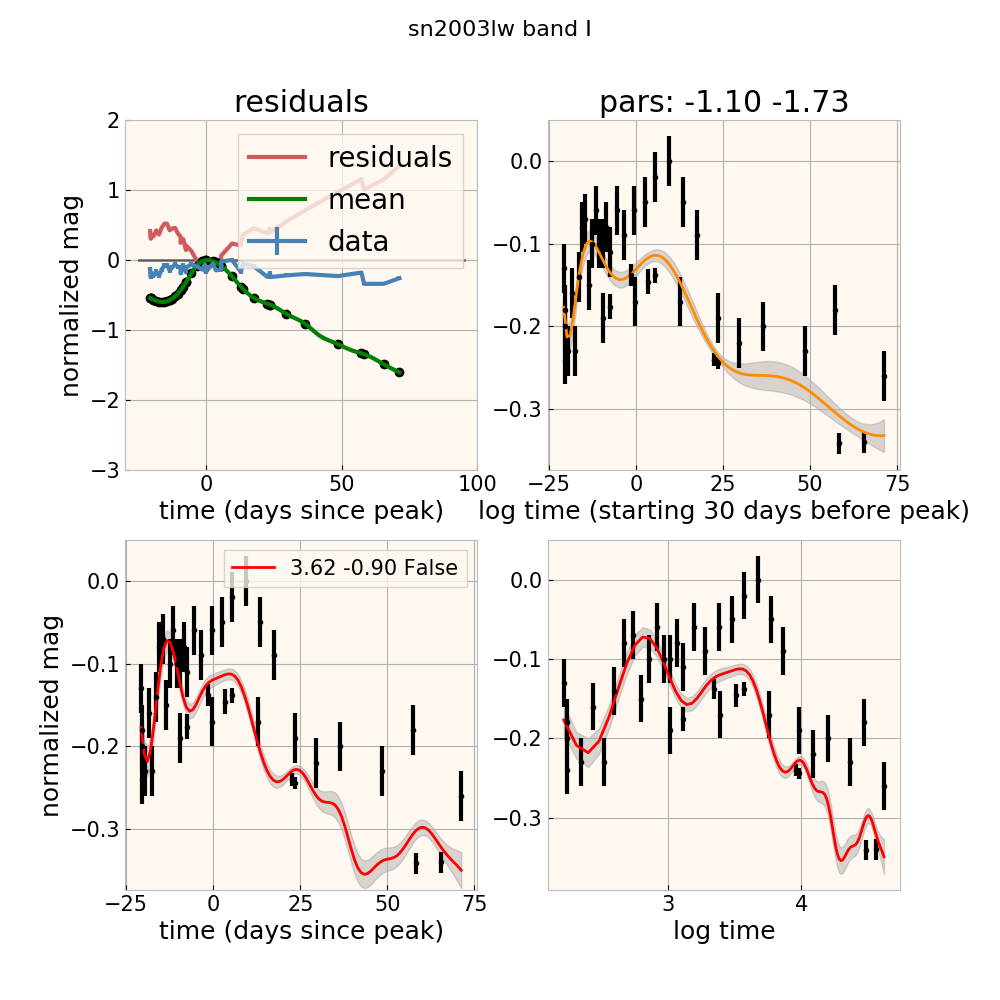 sn2003lw band I
residuals
pars: -1.10 -1.73
normalized mag
2
1
0
−1
−2
−3
residuals
mean
data
0
50
100
time (days since peak)
0.0
−0.1
−0.2
−0.3
−25
0
25
50
75
log time (starting 30 days before peak)
normalized mag
0.0
−0.1
−0.2
−0.3
3.62 -0.90 False
−25
0
25
50
75
time (days since peak)
0.0
−0.1
−0.2
−0.3
3
4
log time